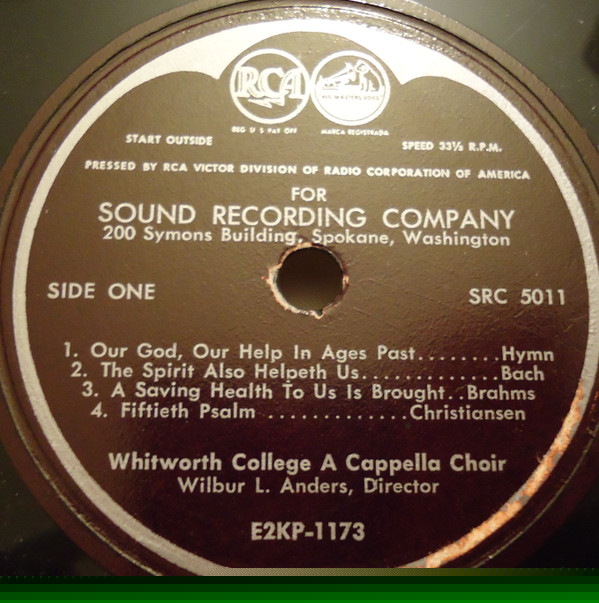 RCA
HIS MASTERS VOICE
REG U S PAT OFF
MARCA REGISTRADA
START OUTSIDE
SPEED 33⅓ R.P.M.
PRESSED BY RCA VICTOR DIVISION OF RADIO CORPORATION OF AMERICA
FOR
SOUND RECORDING COMPANY
200 Symons Building, Spokane, Washington
SIDE ONE
SRC 5011
1. Our God, Our Help In Ages Past........Hymn
2. The Spirit Also Helpeth Us.............Bach
3. A Saving Health To Us Is Brought..Brahms
4. Fiftieth Psalm .............Christiansen
Whitworth College A Cappella Choir
Wilbur L. Anders, Director
E2KP-1173